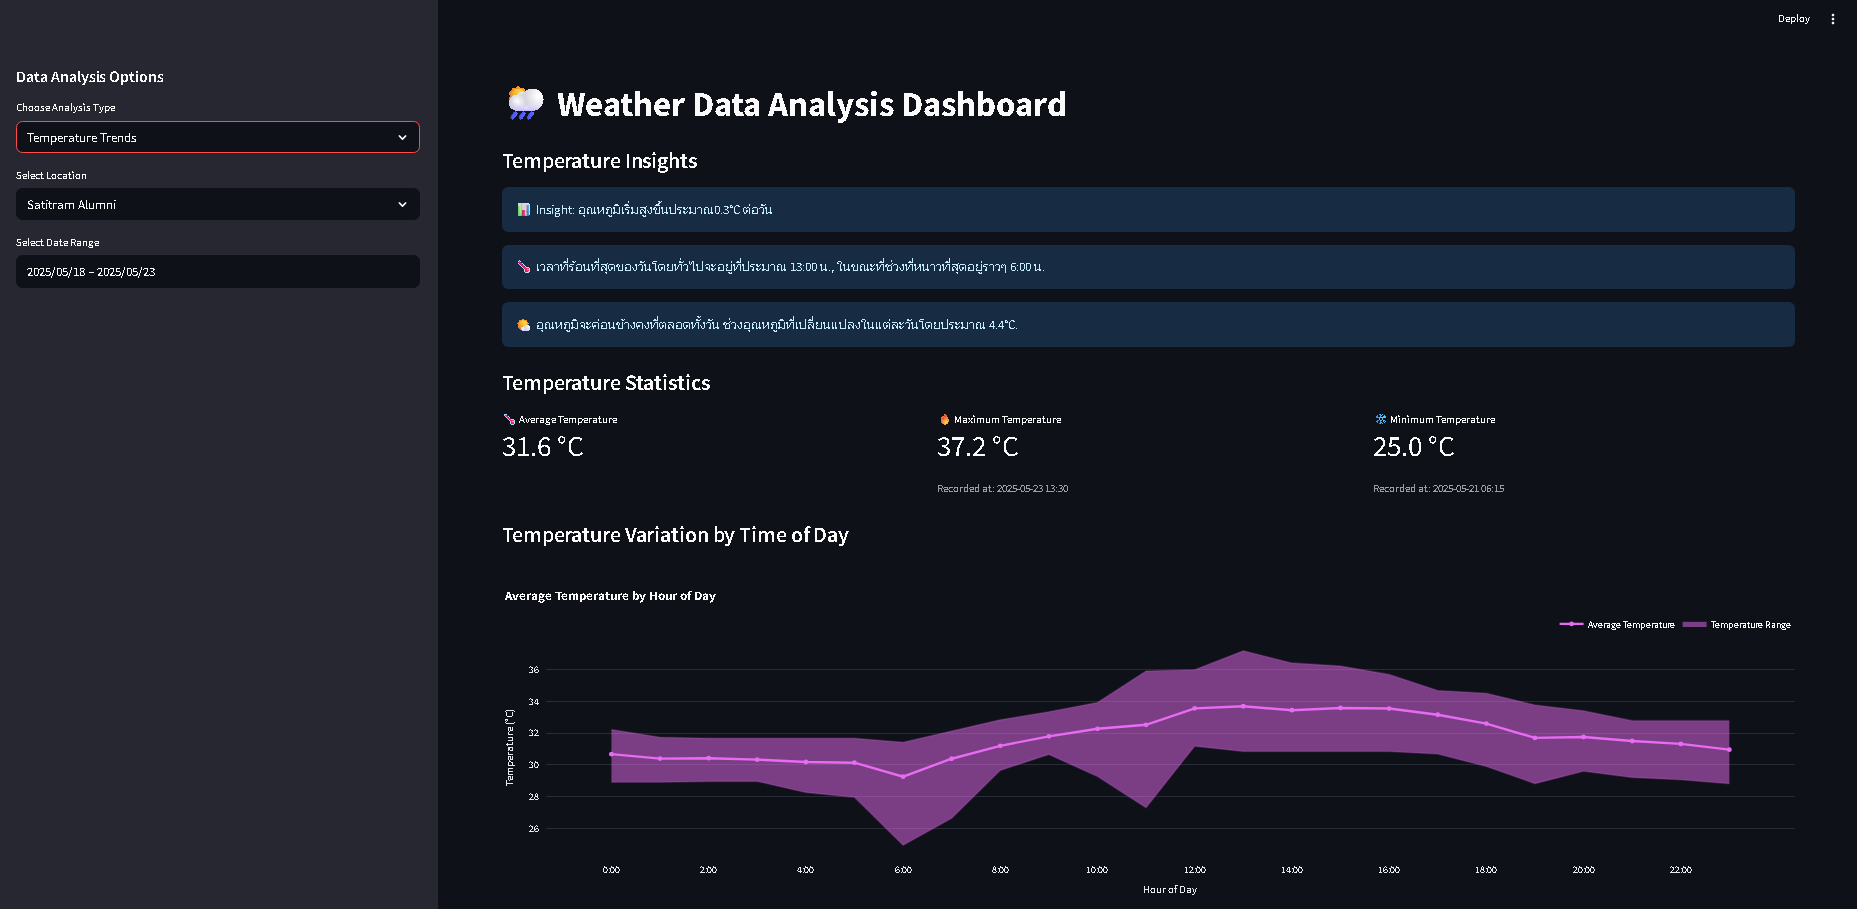 Deploy
Data Analysis Options
Choose Analysis Type
Temperature Trends
Select Location
Satitram Alumni
Select Date Range
2025/05/18 – 2025/05/23
Weather Data Analysis Dashboard
Temperature Insights
Insight: อุณหภูมิเริ่มสูงขึ้นประมาณ0.3°C ต่อวัน
เวลาที่ร้อนที่สุดของวันโดยทั่วไปจะอยู่ที่ประมาณ 13:00 น., ในขณะที่ช่วงที่หนาวที่สุดอยู่ราวๆ 6:00 น.
อุณหภูมิจะค่อนข้างคงที่ตลอดทั้งวัน ช่วงอุณหภูมิที่เปลี่ยนแปลงในแต่ละวันโดยประมาณ 4.4°C.
Temperature Statistics
Average Temperature
31.6 °C
Maximum Temperature
37.2 °C
Recorded at: 2025-05-23 13:30
Minimum Temperature
25.0 °C
Recorded at: 2025-05-21 06:15
Temperature Variation by Time of Day
Average Temperature by Hour of Day
Average Temperature
Temperature Range
Temperature (°C)
36
34
32
30
28
26
0:00
2:00
4:00
6:00
8:00
10:00
12:00
14:00
16:00
18:00
20:00
22:00
Hour of Day